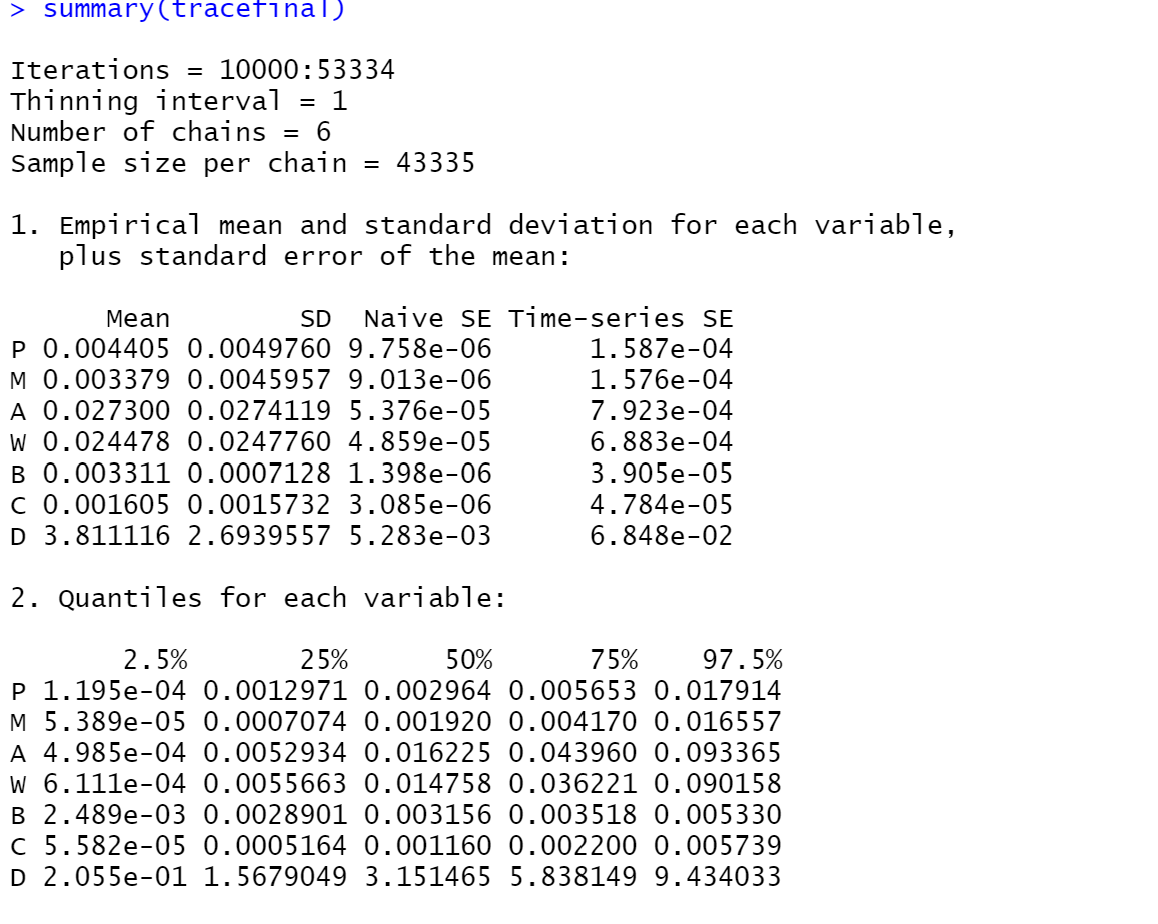 > summary(tracefinal)
Iterations = 10000:53334
Thinning interval = 1
Number of chains = 6
Sample size per chain = 43335
1. Empirical mean and standard deviation for each variable,
plus standard error of the mean:
Mean SD Naive SE Time-series SE
P 0.004405 0.0049760 9.758e-06 1.587e-04
M 0.003379 0.0045957 9.013e-06 1.576e-04
A 0.027300 0.0274119 5.376e-05 7.923e-04
W 0.024478 0.0247760 4.859e-05 6.883e-04
B 0.003311 0.0007128 1.398e-06 3.905e-05
C 0.001605 0.0015732 3.085e-06 4.784e-05
D 3.811116 2.6939557 5.283e-03 6.848e-02
2. Quantiles for each variable:
2.5% 25% 50% 75% 97.5%
P 1.195e-04 0.0012971 0.002964 0.005653 0.017914
M 5.389e-05 0.0007074 0.001920 0.004170 0.016557
A 4.985e-04 0.0052934 0.016225 0.043960 0.093365
W 6.111e-04 0.0055663 0.014758 0.036221 0.090158
B 2.489e-03 0.0028901 0.003156 0.003518 0.005330
C 5.582e-05 0.0005164 0.001160 0.002200 0.005739
D 2.055e-01 1.5679049 3.151465 5.838149 9.434033